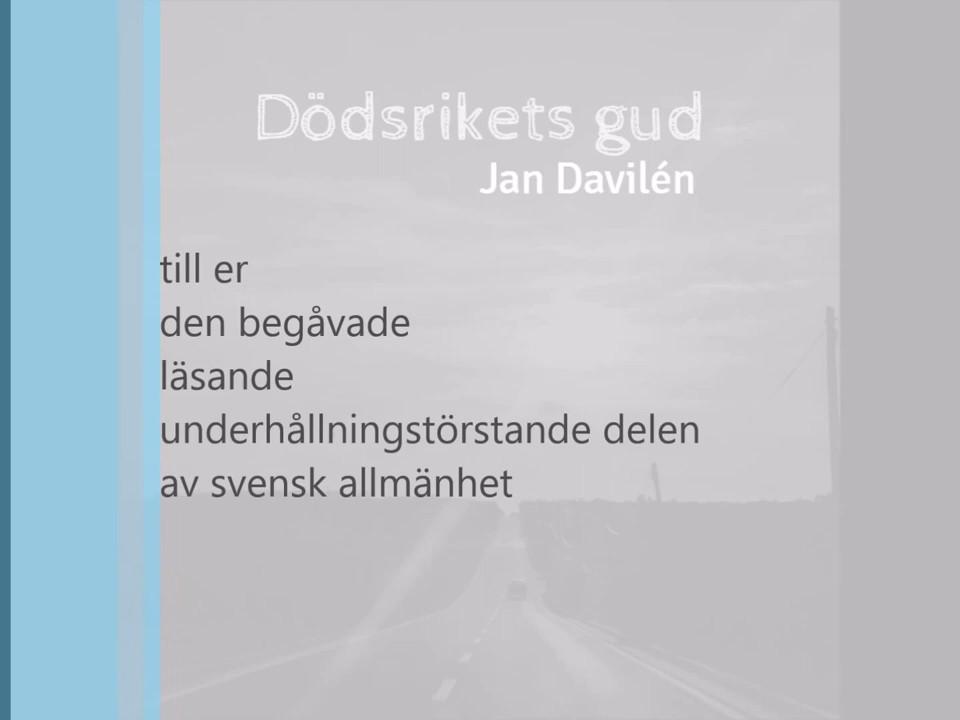 Dödsrikets gud
Jan Davilén
till er
den begåvade
läsande
underhållningstörstande delen
av svensk allmänhet